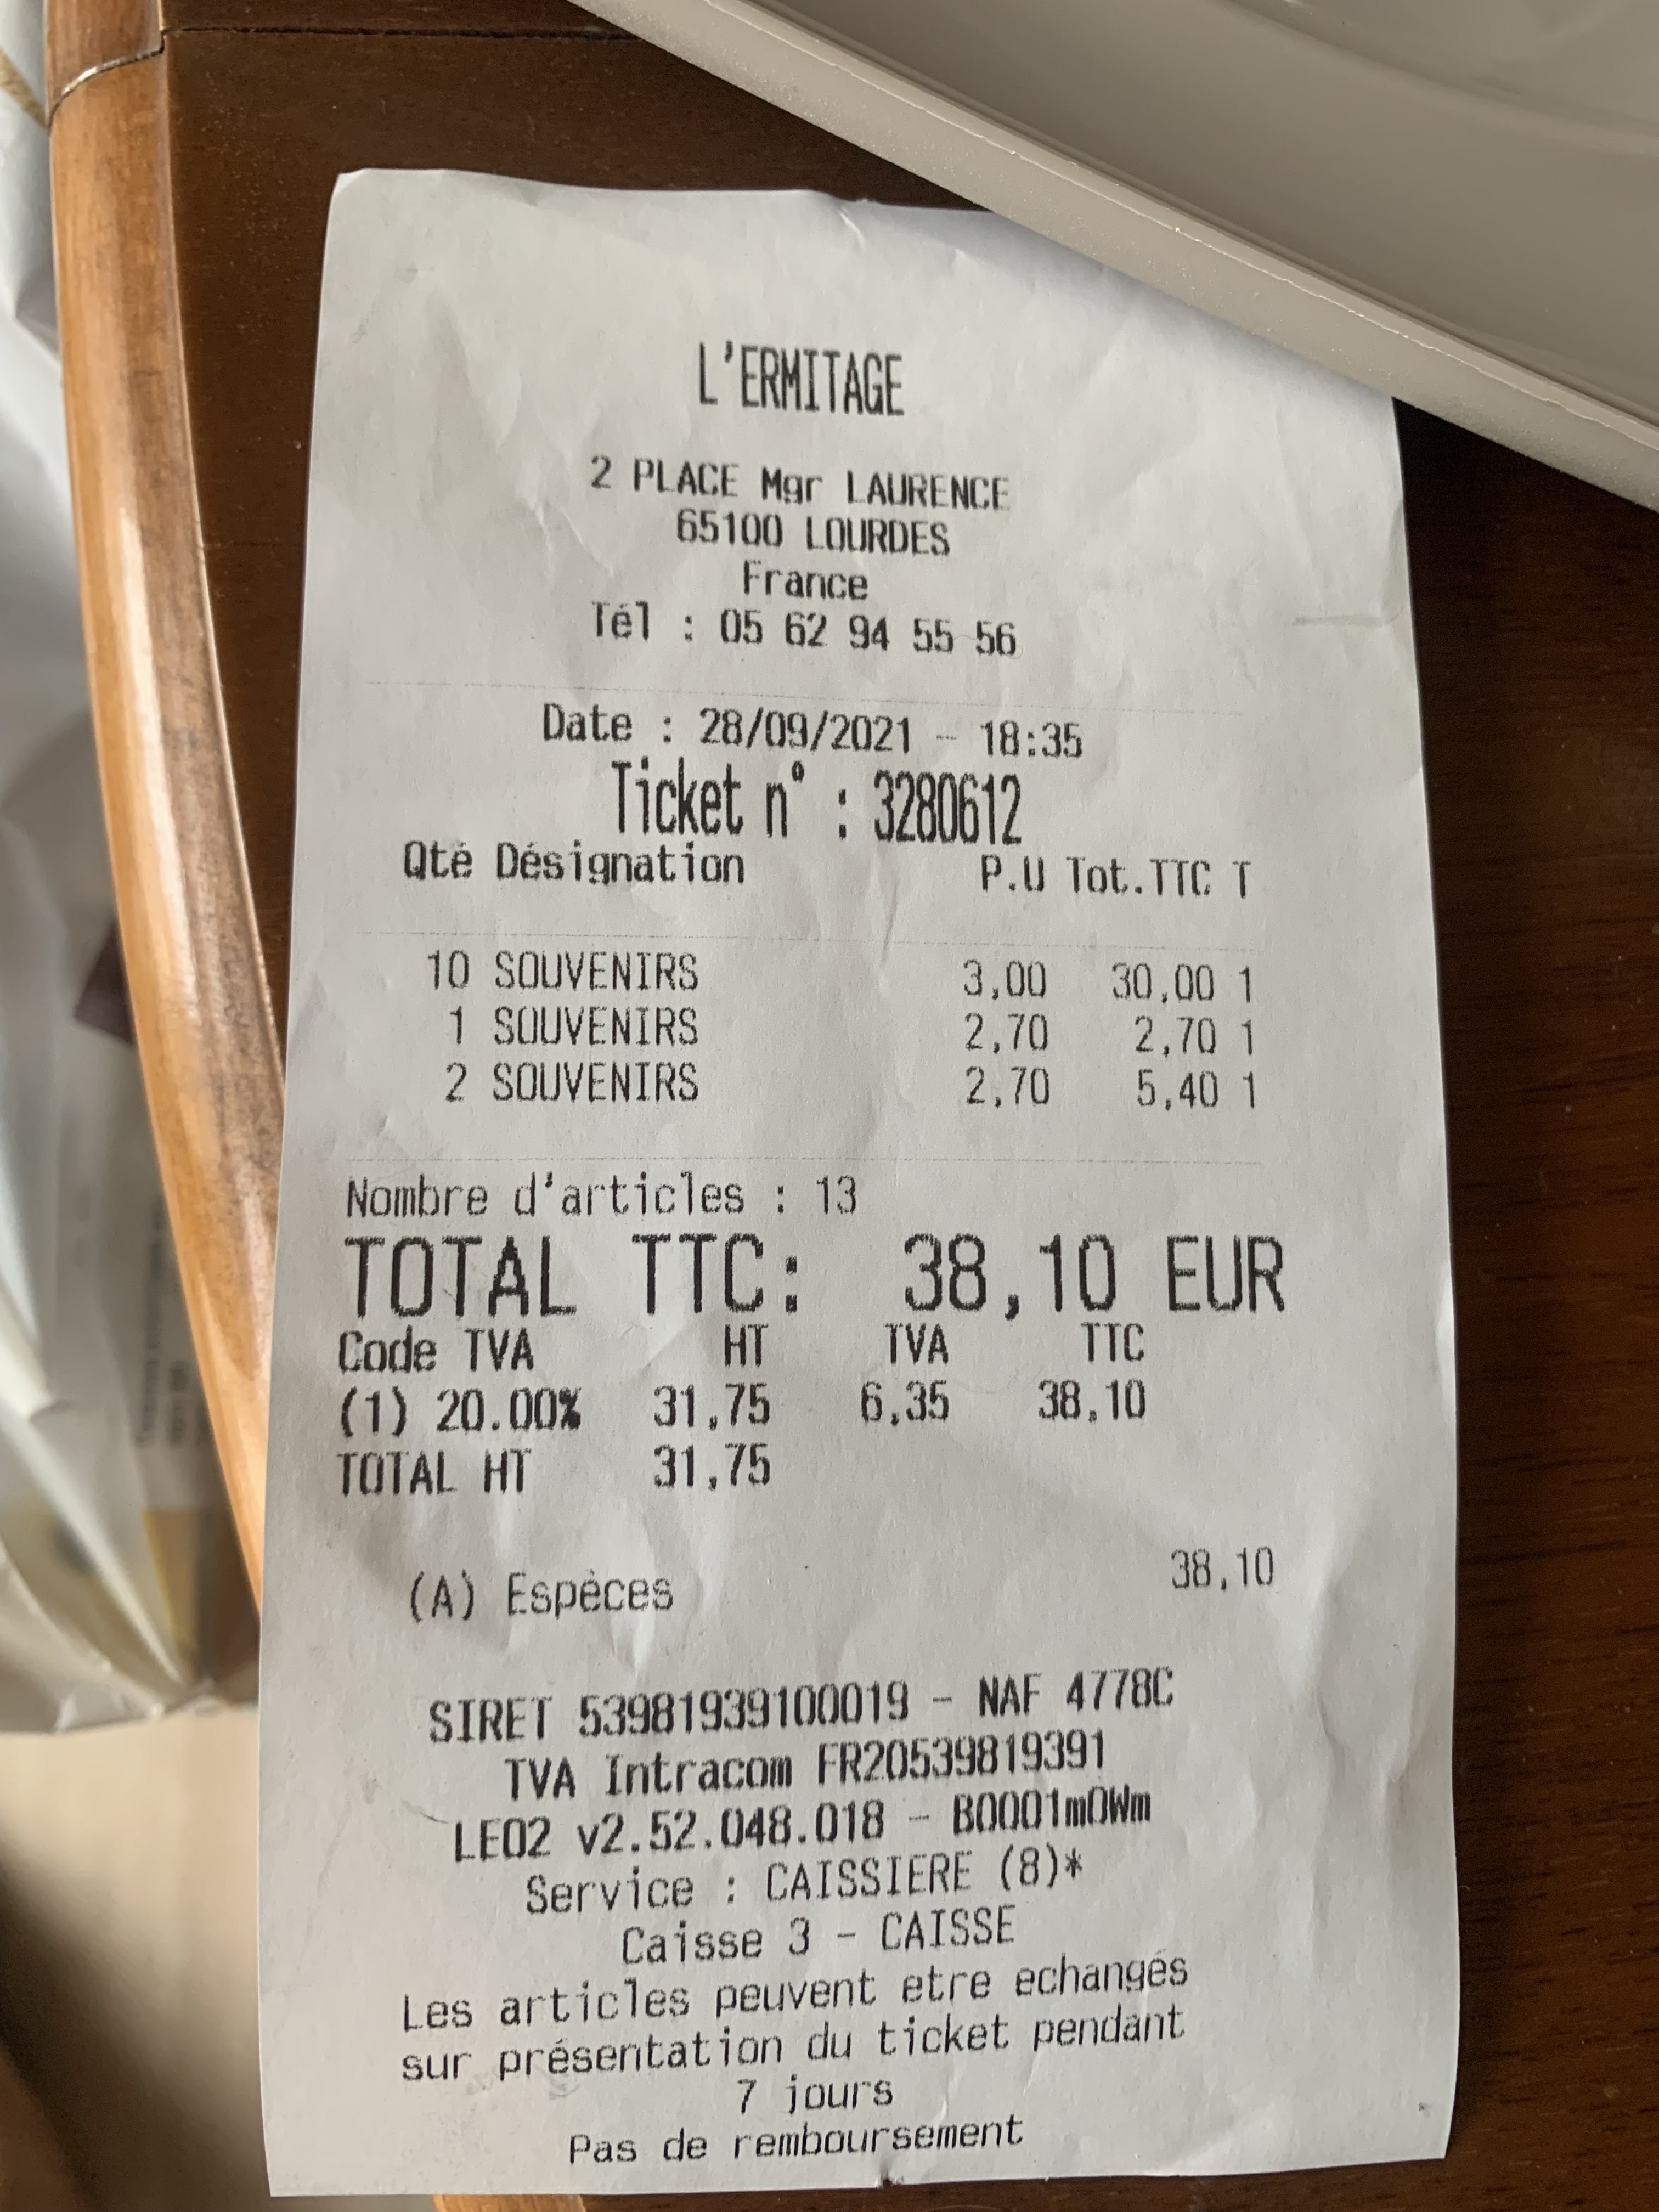 L'ERMITAGE
2 PLACE Mgr LAURENCE
65100 LOURDES
France
Tél : 05 62 94 55 56
Date : 28/09/2021 - 18:35
Ticket n° : 3280612
Qté Désignation P.U Tot.TTC T
10 SOUVENIRS 3,00 30,00 1
1 SOUVENIRS 2,70 2,70 1
2 SOUVENIRS 2,70 5,40 1
Nombre d'articles : 13
TOTAL TTC: 38,10 EUR
Code TVA HT TVA TTC
(1) 20.00% 31,75 6,35 38,10
TOTAL HT 31,75
(A) Espèces 38,10
SIRET 53981939100019 - NAF 4778C
TVA Intracom FR20539819391
LEO2 v2.52.048.018 - B0001mOWm
Service : CAISSIERE (8)*
Caisse 3 - CAISSE
Les articles peuvent etre echangés
sur présentation du ticket pendant
7 jours
Pas de remboursement